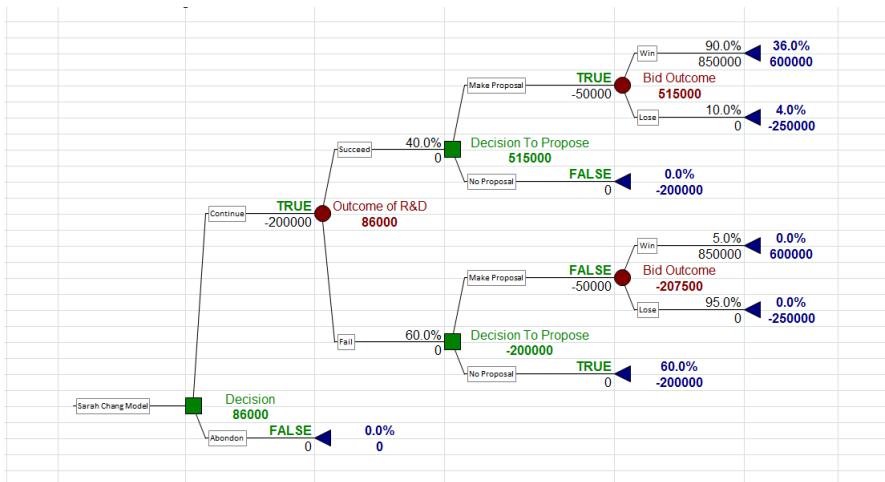 Win
90.0%
36.0%
850000
600000
Make Proposal
TRUE
Bid Outcome
-50000
515000
Lose
10.0%
4.0%
0
-250000
Succeed
40.0%
Decision To Propose
0
515000
No Proposal
FALSE
0.0%
0
-200000
Continue
TRUE
Outcome of R&D
-200000
86000
Win
5.0%
0.0%
850000
600000
Make Proposal
FALSE
Bid Outcome
-50000
-207500
Lose
95.0%
0.0%
0
-250000
Fail
60.0%
Decision To Propose
0
-200000
No Proposal
TRUE
60.0%
0
-200000
Sarah Chang Model
Decision
86000
Abondon
FALSE
0.0%
0
0